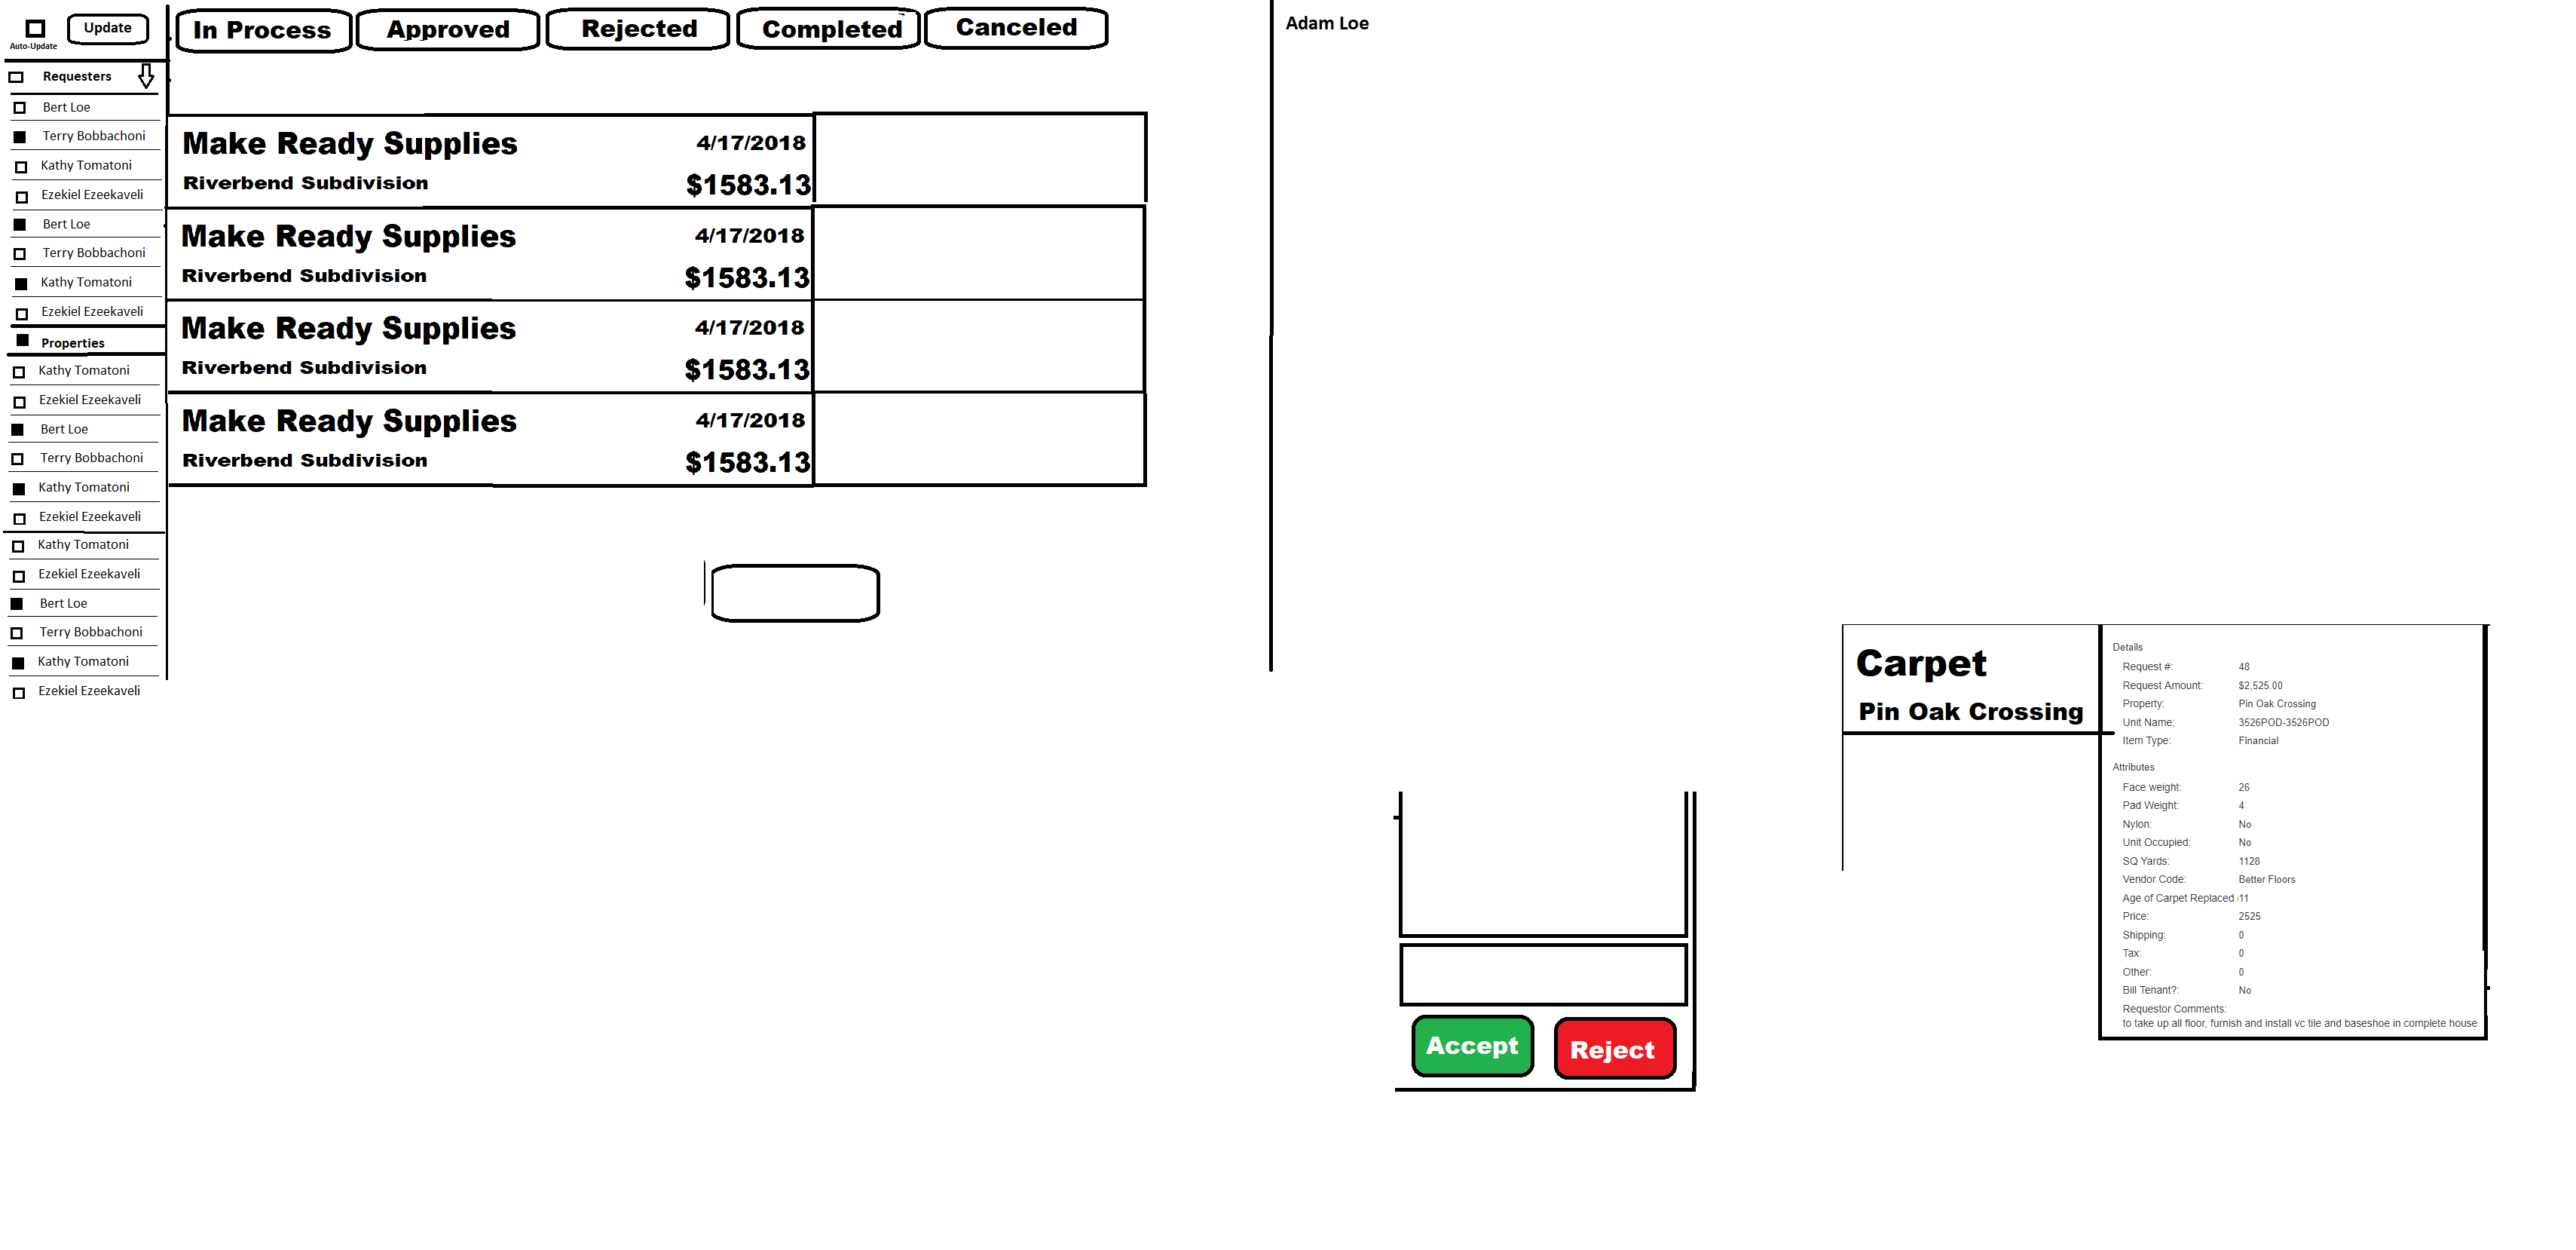 Update
Auto-Update
Requesters
Bert Loe
Terry Bobbachoni
Kathy Tomatoni
Ezekiel Ezeekaveli
Bert Loe
Terry Bobbachoni
Kathy Tomatoni
Ezekiel Ezeekaveli
Properties
Kathy Tomatoni
Ezekiel Ezeekaveli
Bert Loe
Terry Bobbachoni
Kathy Tomatoni
Ezekiel Ezeekaveli
Kathy Tomatoni
Ezekiel Ezeekaveli
Bert Loe
Terry Bobbachoni
Kathy Tomatoni
Ezekiel Ezeekaveli
In Process Approved Rejected Completed Canceled
Make Ready Supplies 4/17/2018
Riverbend Subdivision $1583.13
Make Ready Supplies 4/17/2018
Riverbend Subdivision $1583.13
Make Ready Supplies 4/17/2018
Riverbend Subdivision $1583.13
Make Ready Supplies 4/17/2018
Riverbend Subdivision $1583.13
Adam Loe
Accept Reject
Carpet
Pin Oak Crossing
Details
Request #: 48
Request Amount: $2,525.00
Property: Pin Oak Crossing
Unit Name: 3526POD-3526POD
Item Type: Financial
Attributes
Face weight: 26
Pad Weight: 4
Nylon: No
Unit Occupied: No
SQ Yards: 1128
Vendor Code: Better Floors
Age of Carpet Replaced 11
Price: 2525
Shipping: 0
Tax: 0
Other: 0
Bill Tenant?: No
Requestor Comments:
to take up all floor, furnish and install vc tile and baseshoe in complete house